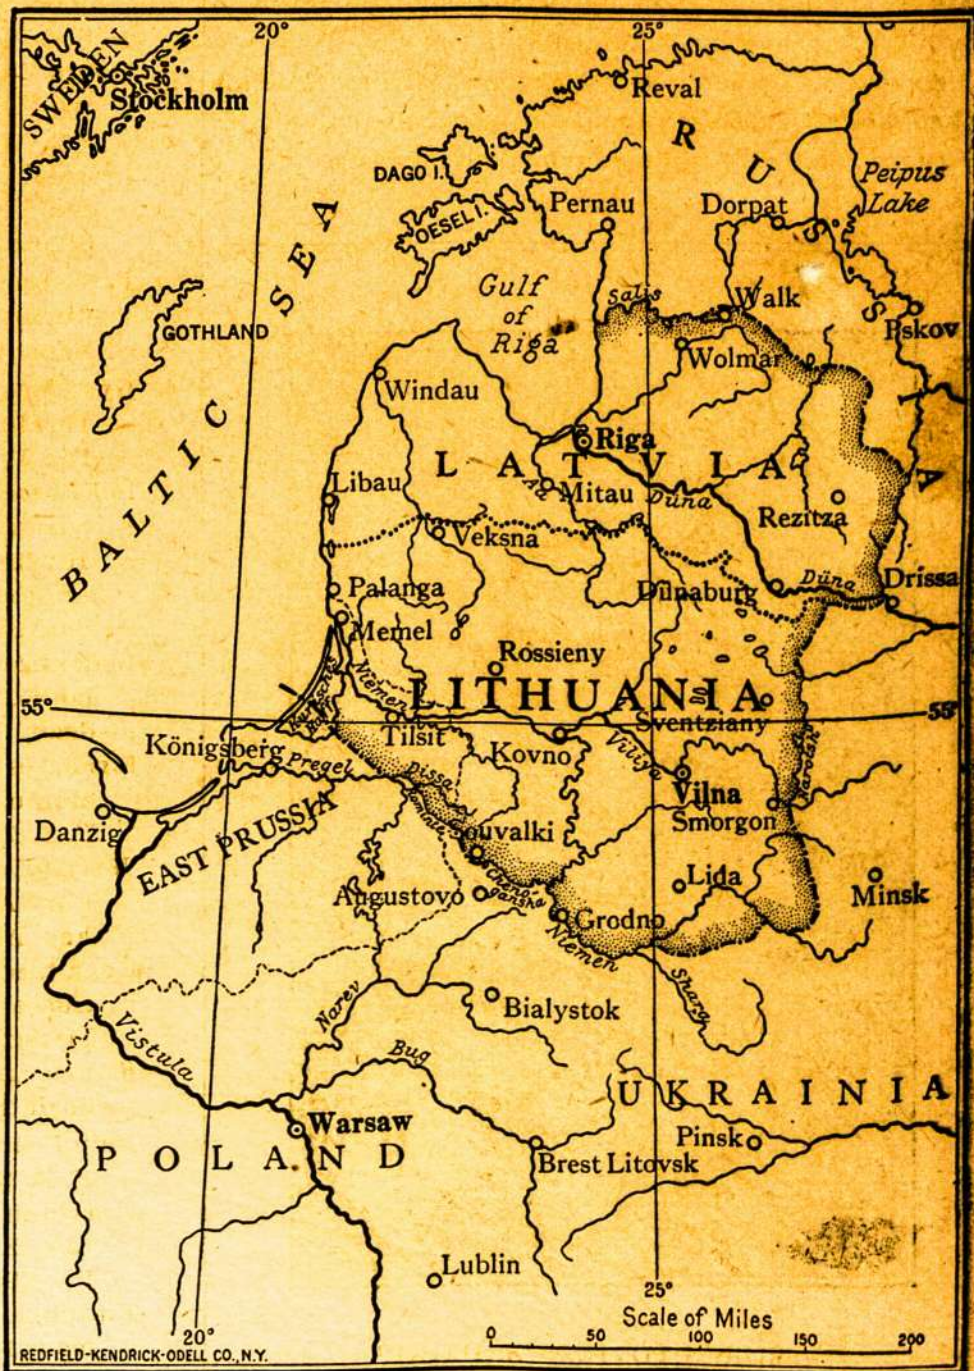 20°
25°
SWEDEN
Stockholm
Reval
RUSSIA
DAGO I.
Peipus
Lake
OESEL I.
Pernau
Dorpat
BALTIC SEA
Gulf
of
Riga
Salis
Walk
Pskov
GOTHLAND
Wolmar
Windau
Riga
LATVIA
Libau
Aa
Mitau
Düna
Rezitza
Veksna
Palanga
Dünaburg
Düna
Drissa
Memel
Rossieny
Niemen
LITHUANIA
55°
55°
Sventziany
Tilsit
Königsberg
Kovno
Viliya
Pregel
Pissa
Vilna
Narosh
Danzig
EAST PRUSSIA
Smorgon
Souvalki
Augustovo
Lida
Minsk
Grodno
Niemen
Shara
Narev
Bialystok
Vistula
Bug
UKRAINIA
Warsaw
Pinsk
POLAND
Brest Litovsk
Lublin
25°
Scale of Miles
20°
0 50 100 150 200
REDFIELD-KENDRICK-ODELL CO., N.Y.